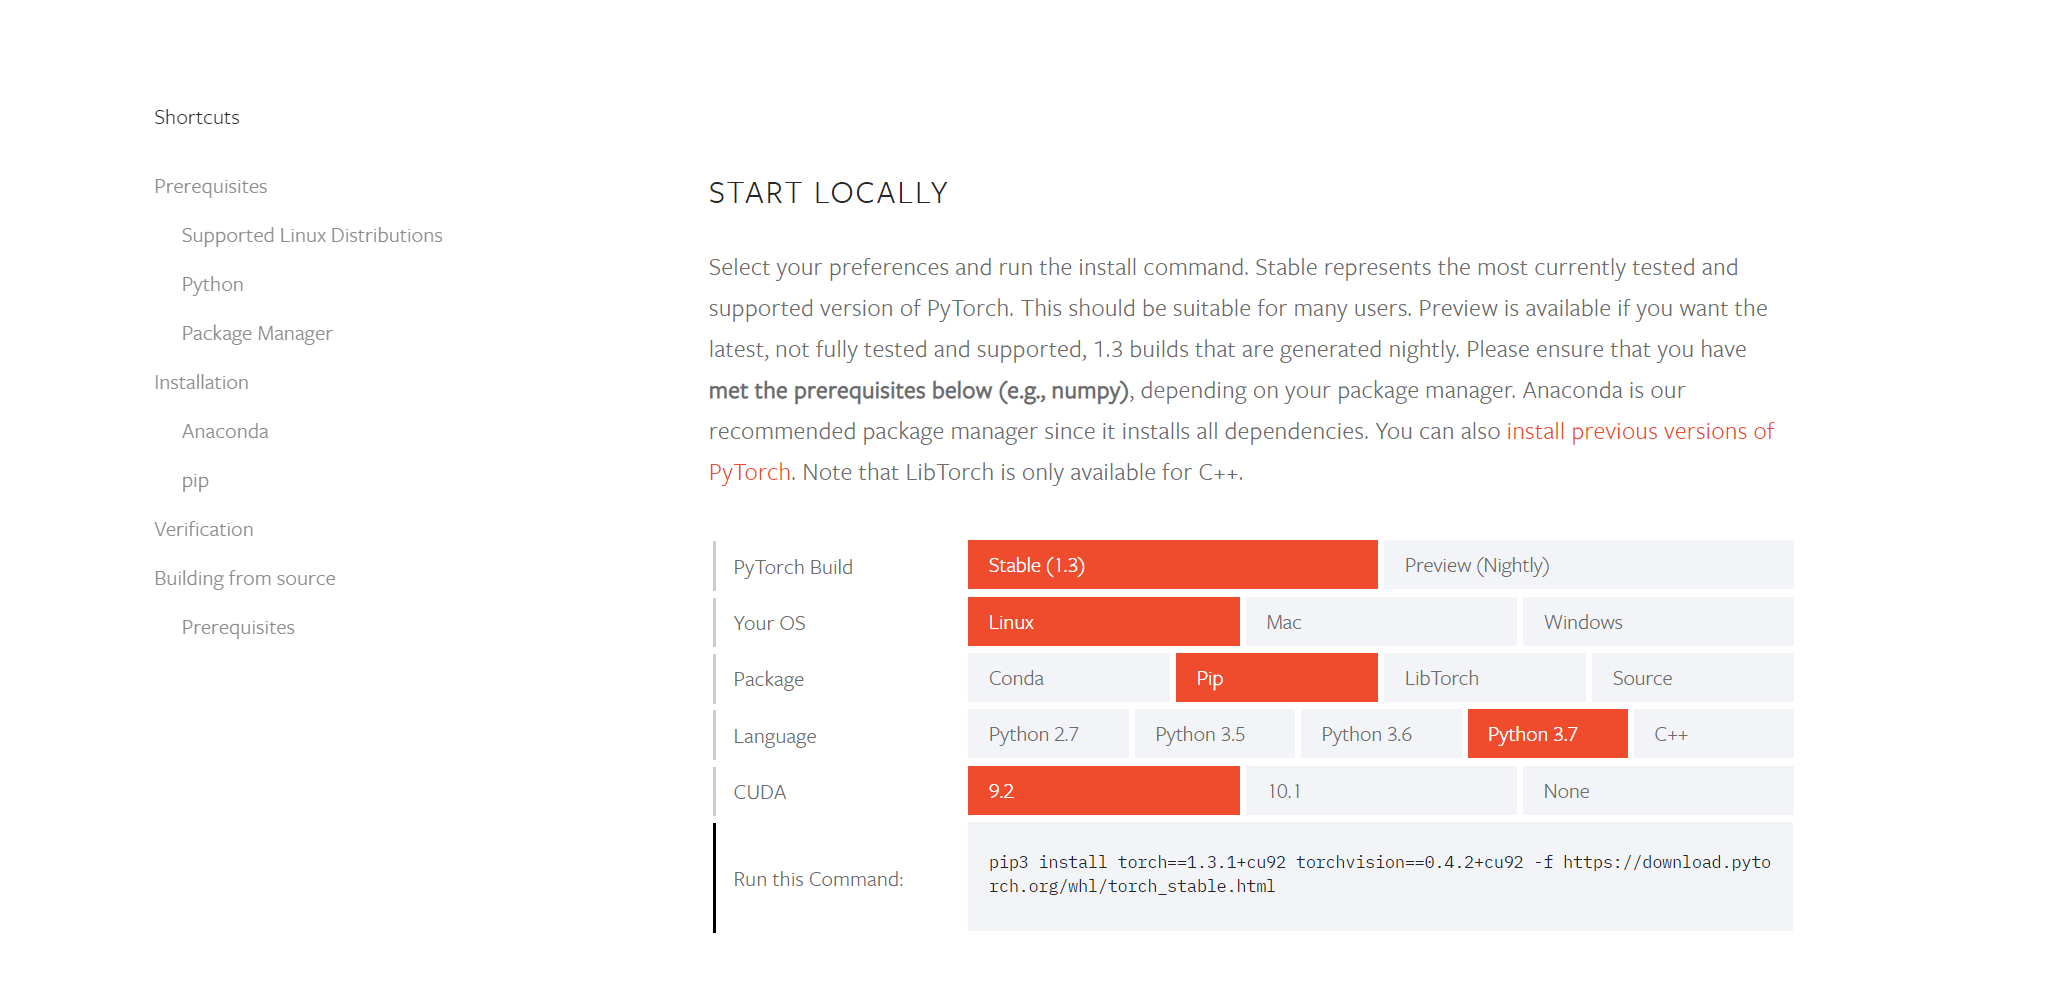 Shortcuts
Prerequisites
Supported Linux Distributions
Python
Package Manager
Installation
Anaconda
pip
Verification
Building from source
Prerequisites
START LOCALLY
Select your preferences and run the install command. Stable represents the most currently tested and
supported version of PyTorch. This should be suitable for many users. Preview is available if you want the
latest, not fully tested and supported, 1.3 builds that are generated nightly. Please ensure that you have
met the prerequisites below (e.g., numpy), depending on your package manager. Anaconda is our
recommended package manager since it installs all dependencies. You can also install previous versions of
PyTorch. Note that LibTorch is only available for C++.
PyTorch Build Stable (1.3) Preview (Nightly)
Your OS Linux Mac Windows
Package Conda Pip LibTorch Source
Language Python 2.7 Python 3.5 Python 3.6 Python 3.7 C++
CUDA 9.2 10.1 None
Run this Command:
pip3 install torch==1.3.1+cu92 torchvision==0.4.2+cu92 -f https://download.pyto
rch.org/whl/torch_stable.html